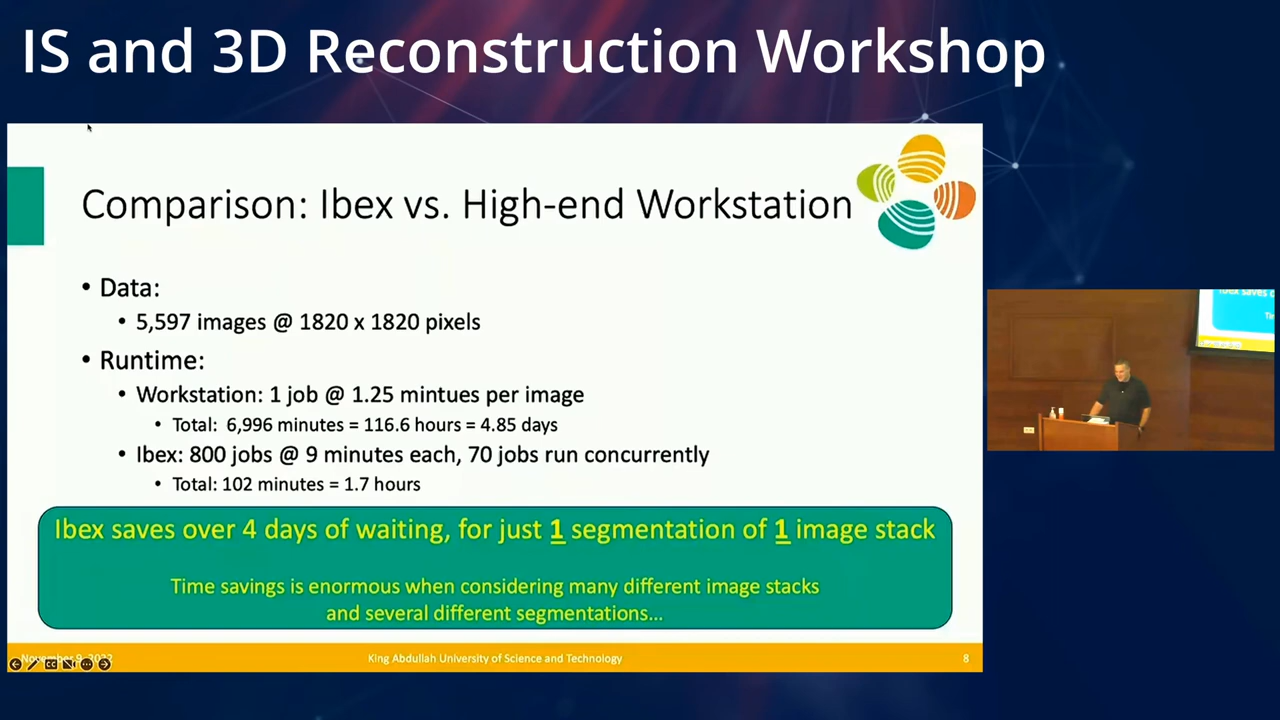 IS and 3D Reconstruction Workshop
Comparison: Ibex vs. High-end Workstation
• Data:
• 5,597 images @ 1820 x 1820 pixels
• Runtime:
• Workstation: 1 job @ 1.25 mintues per image
• Total: 6,996 minutes = 116.6 hours = 4.85 days
• Ibex: 800 jobs @ 9 minutes each, 70 jobs run concurrently
• Total: 102 minutes = 1.7 hours
Ibex saves over 4 days of waiting, for just 1 segmentation of 1 image stack
Time savings is enormous when considering many different image stacks
and several different segmentations...
King Abdullah University of Science and Technology
8